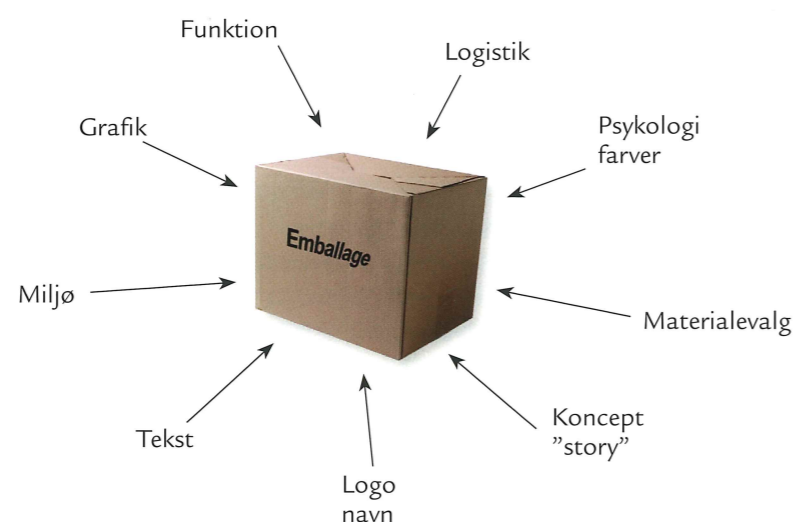 Funktion
Logistik
Grafik
Psykologi
farver
Emballage
Miljø
Materialevalg
Koncept
”story”
Tekst
Logo
navn